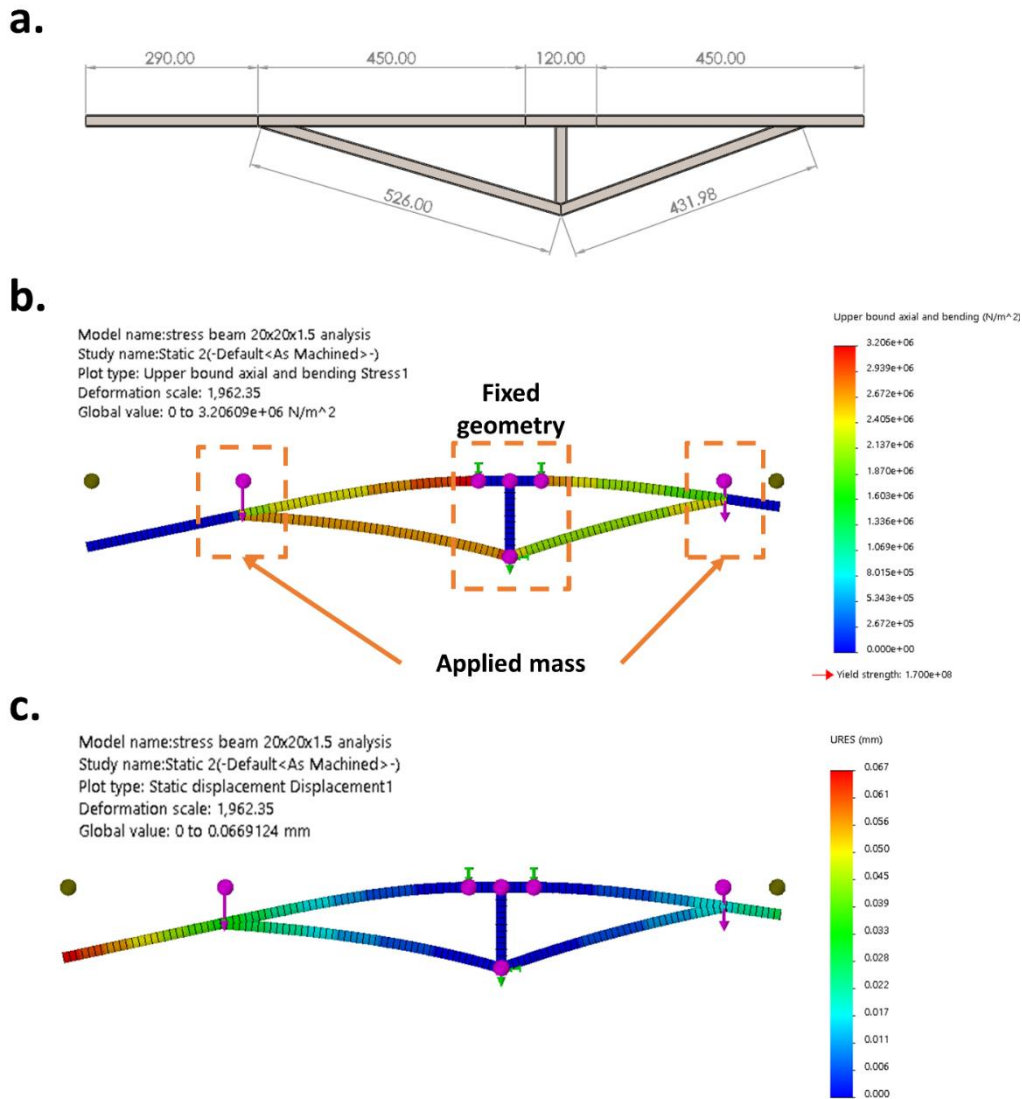 a.
290.00
450.00
120.00
450.00
526.00
431.98
b.
Model name:stress beam 20x20x1.5 analysis
Study name:Static 2(-Default<As Machined>-)
Plot type: Upper bound axial and bending Stress1
Deformation scale: 1,962.35
Global value: 0 to 3.20609e+06 N/m^2
Fixed
geometry
Applied mass
Upper bound axial and bending (N/m^2)
3.206e+06
2.939e+06
2.672e+06
2.405e+06
2.137e+06
1.870e+06
1.603e+06
1.336e+06
1.069e+06
8.015e+05
5.343e+05
2.672e+05
0.000e+00
Yield strength: 1.700e+08
c.
Model name:stress beam 20x20x1.5 analysis
Study name:Static 2(-Default<As Machined>-)
Plot type: Static displacement Displacement1
Deformation scale: 1,962.35
Global value: 0 to 0.0669124 mm
URES (mm)
0.067
0.061
0.056
0.050
0.045
0.039
0.033
0.028
0.022
0.017
0.011
0.006
0.000